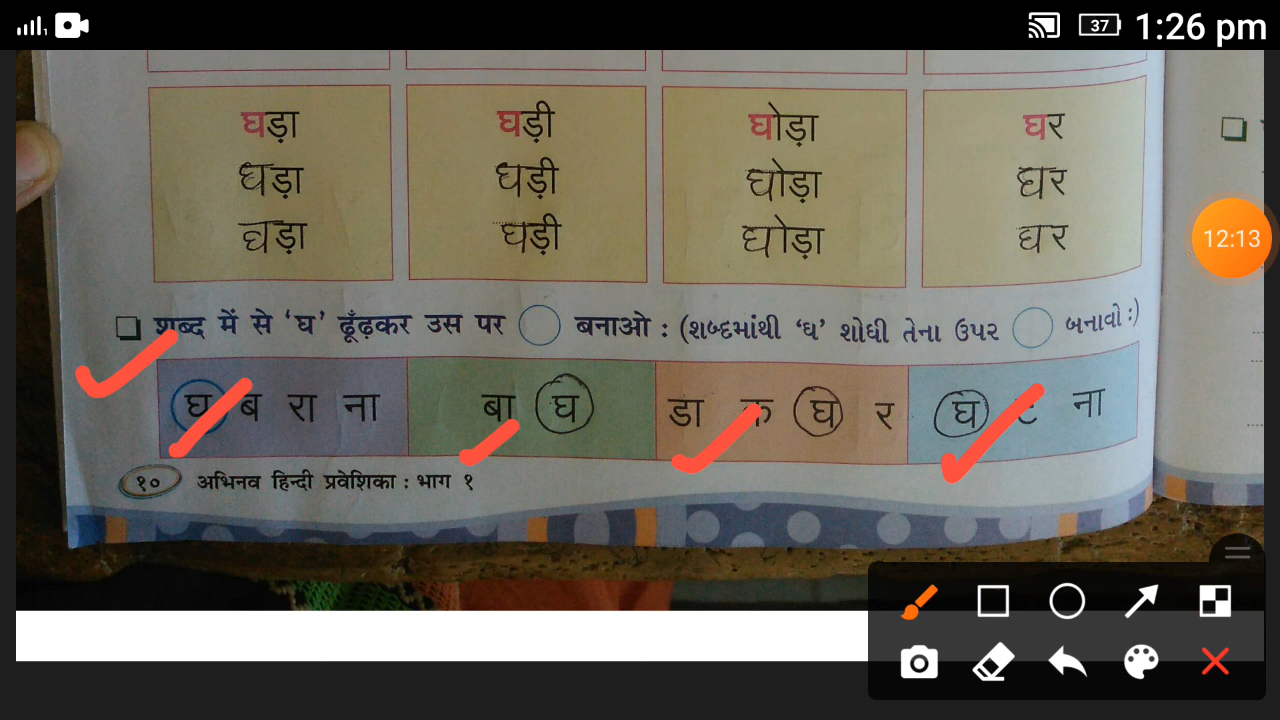 37 1:26 pm
घड़ा घड़ी घोड़ा घर
घड़ा घड़ी घोड़ा घर
घड़ा घड़ी घोड़ा घर
12:13
शब्द में से ‘घ’ ढूँढ़कर उस पर बनाओ : (શબ્દમાંથી ‘ઘ’ શોધી તેના ઉપર બનાવો :)
घ ब रा ना बा घ डा क घ र घ ट ना
१० अभिनव हिन्दी प्रवेशिका : भाग १